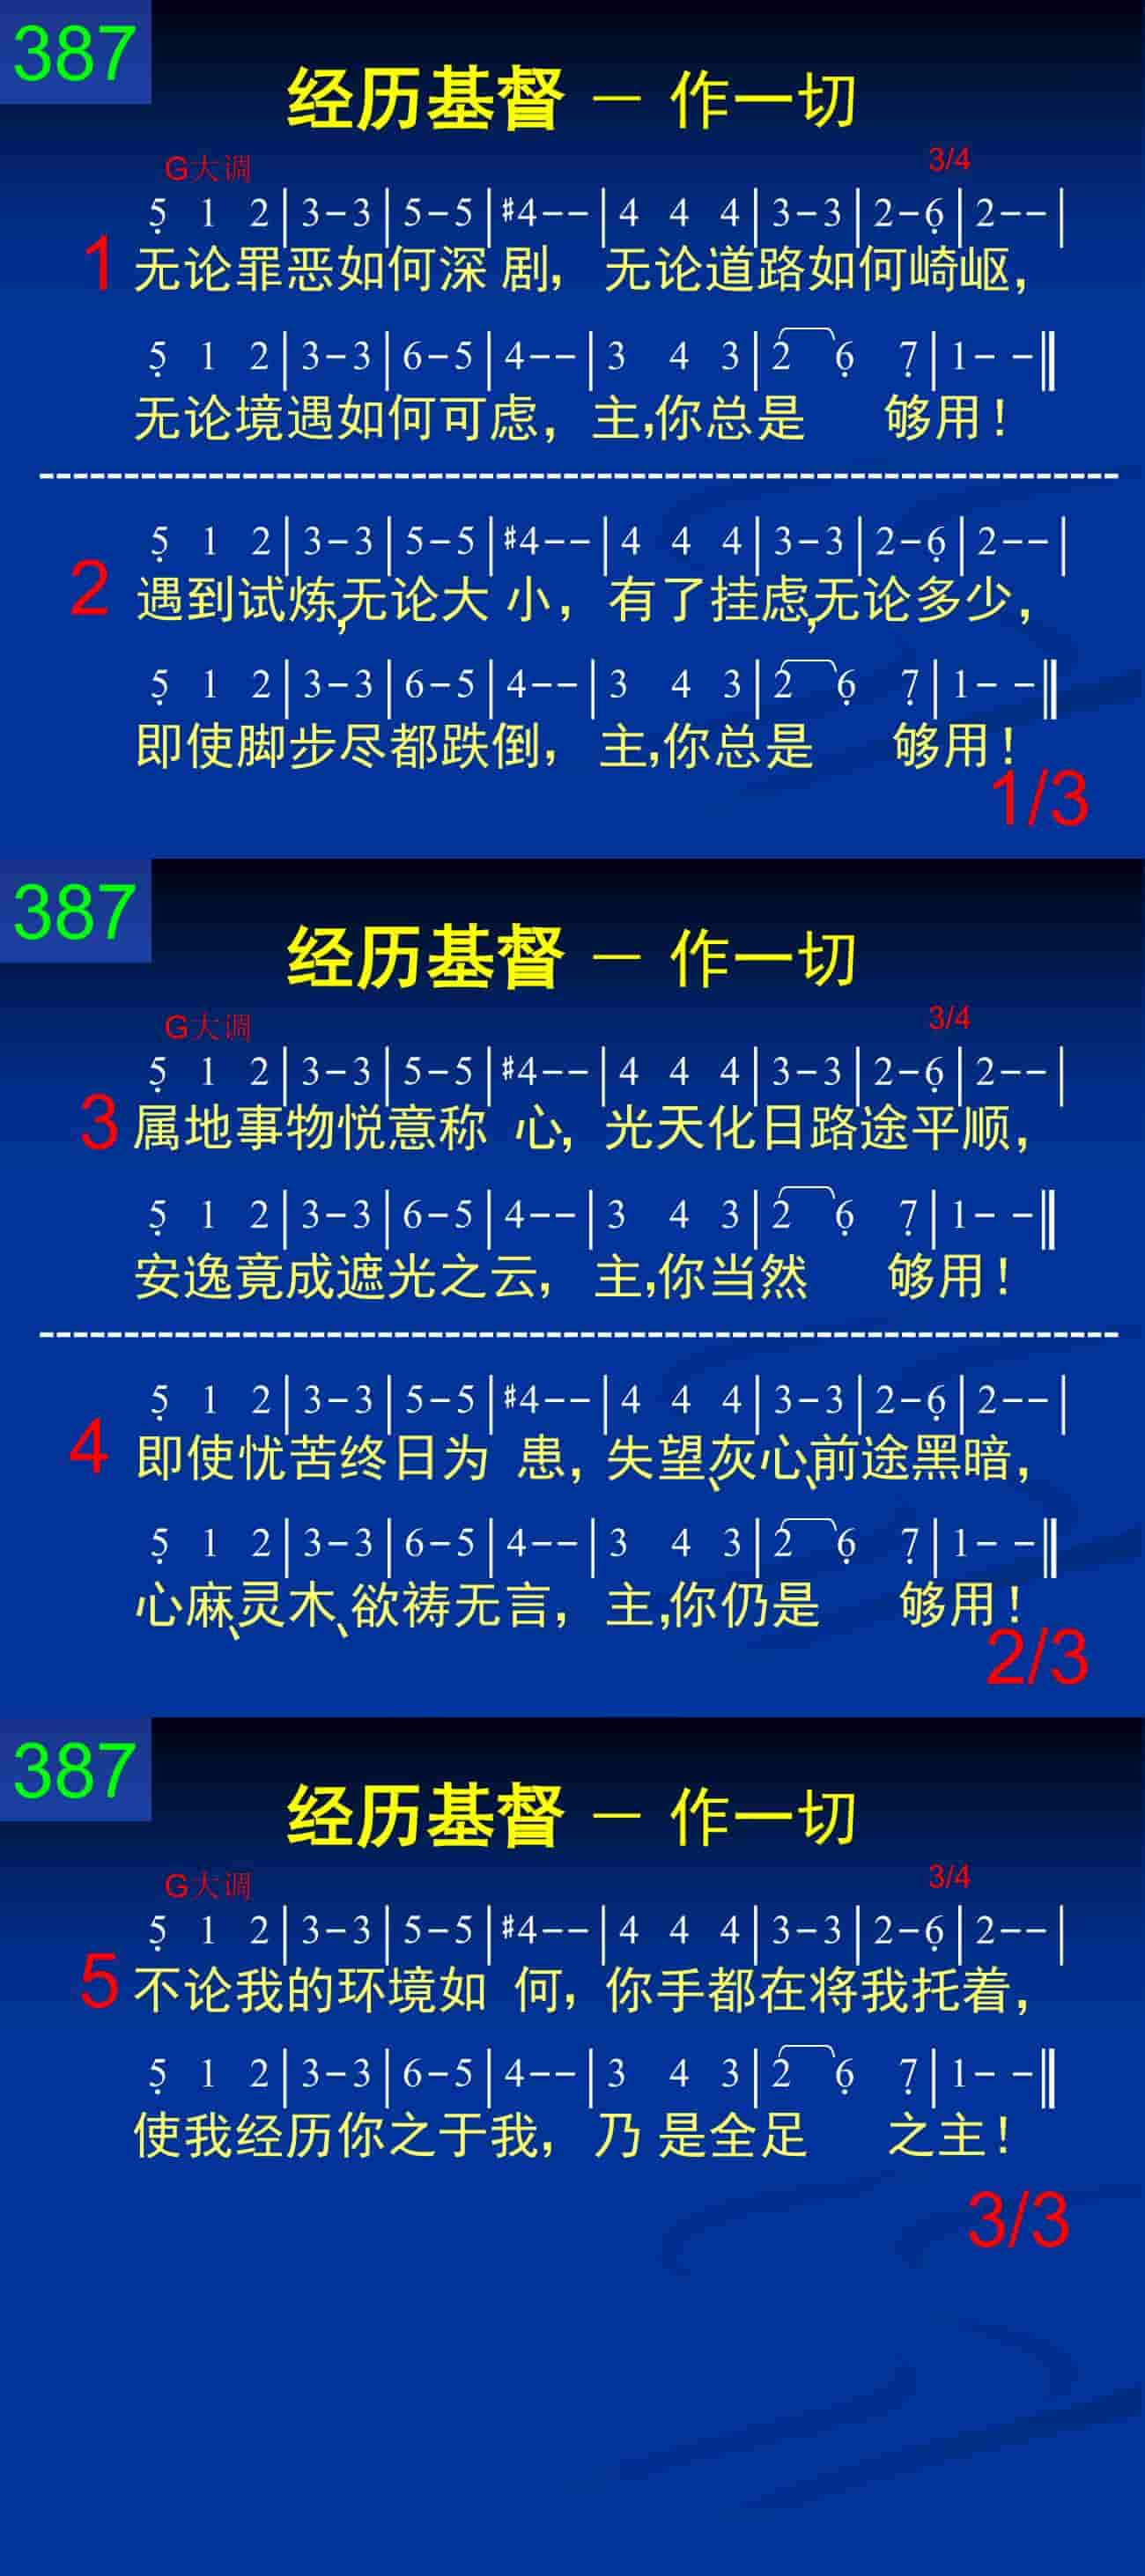 387
经历基督 － 作一切
G大调 3/4
5̣ 1 2|3-3|5-5|#4--|4 4 4|3-3|2-6̣|2--|
1 无论罪恶如何深剧，无论道路如何崎岖，
5̣ 1 2|3-3|6-5|4--|3 4 3|2 6̣ 7̣|1- -‖
无论境遇如何可虑，主,你总是 够用！
5̣ 1 2|3-3|5-5|#4--|4 4 4|3-3|2-6̣|2--|
2 遇到试炼,无论大小，有了挂虑,无论多少，
5̣ 1 2|3-3|6-5|4--|3 4 3|2 6̣ 7̣|1- -‖
即使脚步尽都跌倒，主,你总是 够用！
1/3
387
经历基督 － 作一切
G大调 3/4
5̣ 1 2|3-3|5-5|#4--|4 4 4|3-3|2-6̣|2--|
3 属地事物悦意称心，光天化日路途平顺，
5̣ 1 2|3-3|6-5|4--|3 4 3|2 6̣ 7̣|1- -‖
安逸竟成遮光之云，主,你当然 够用！
5̣ 1 2|3-3|5-5|#4--|4 4 4|3-3|2-6̣|2--|
4 即使忧苦终日为患，失望、灰心、前途黑暗，
5̣ 1 2|3-3|6-5|4--|3 4 3|2 6̣ 7̣|1- -‖
心麻、灵木、欲祷无言，主,你仍是 够用！
2/3
387
经历基督 － 作一切
G大调 3/4
5̣ 1 2|3-3|5-5|#4--|4 4 4|3-3|2-6̣|2--|
5 不论我的环境如何，你手都在将我托着，
5̣ 1 2|3-3|6-5|4--|3 4 3|2 6̣ 7̣|1- -‖
使我经历你之于我，乃是全足 之主！
3/3